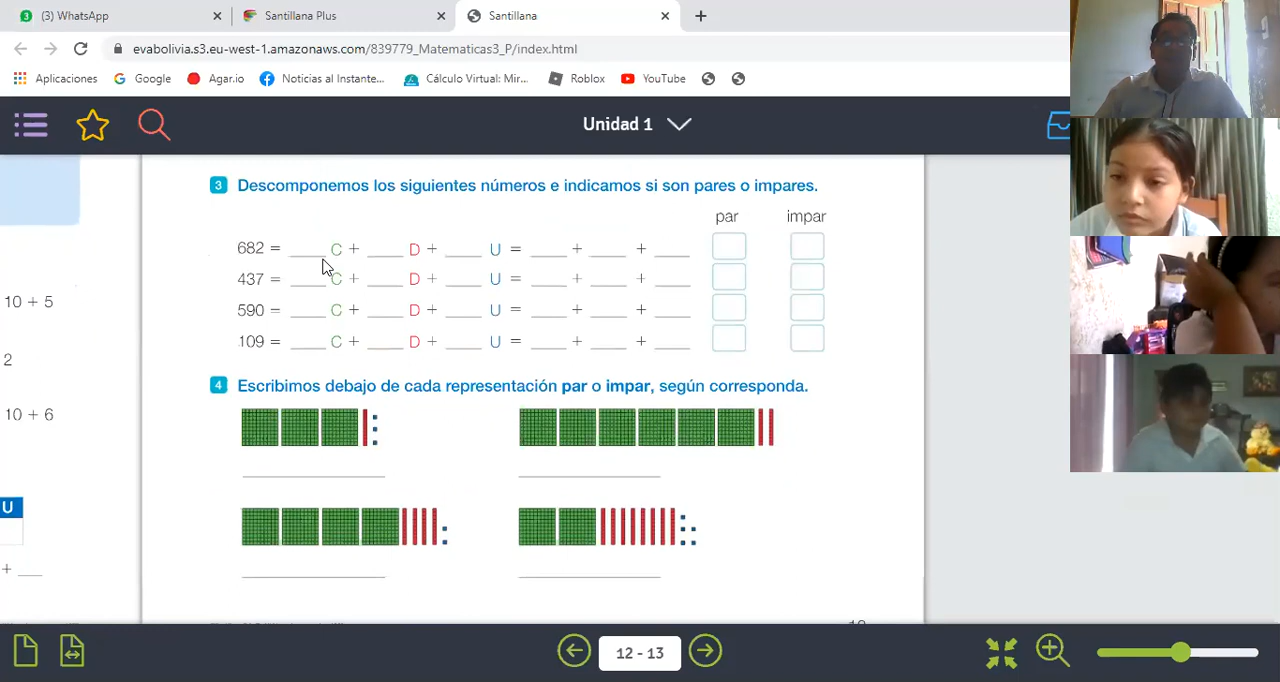 3
(3) WhatsApp
Santillana Plus
Santillana
evabolivia.s3.eu-west-1.amazonaws.com/839779_Matematicas3_P/index.html
Aplicaciones
Google
Agar.io
Noticias al Instante...
Cálculo Virtual: Mir...
Roblox
YouTube
Unidad 1
3 Descomponemos los siguientes números e indicamos si son pares o impares.
par impar
682 = ____ C + ____ D + ____ U = ____ + ____ + ____
437 = ____ C + ____ D + ____ U = ____ + ____ + ____
590 = ____ C + ____ D + ____ U = ____ + ____ + ____
109 = ____ C + ____ D + ____ U = ____ + ____ + ____
4 Escribimos debajo de cada representación par o impar, según corresponda.
10 + 5
2
10 + 6
U
+ ___
12 - 13